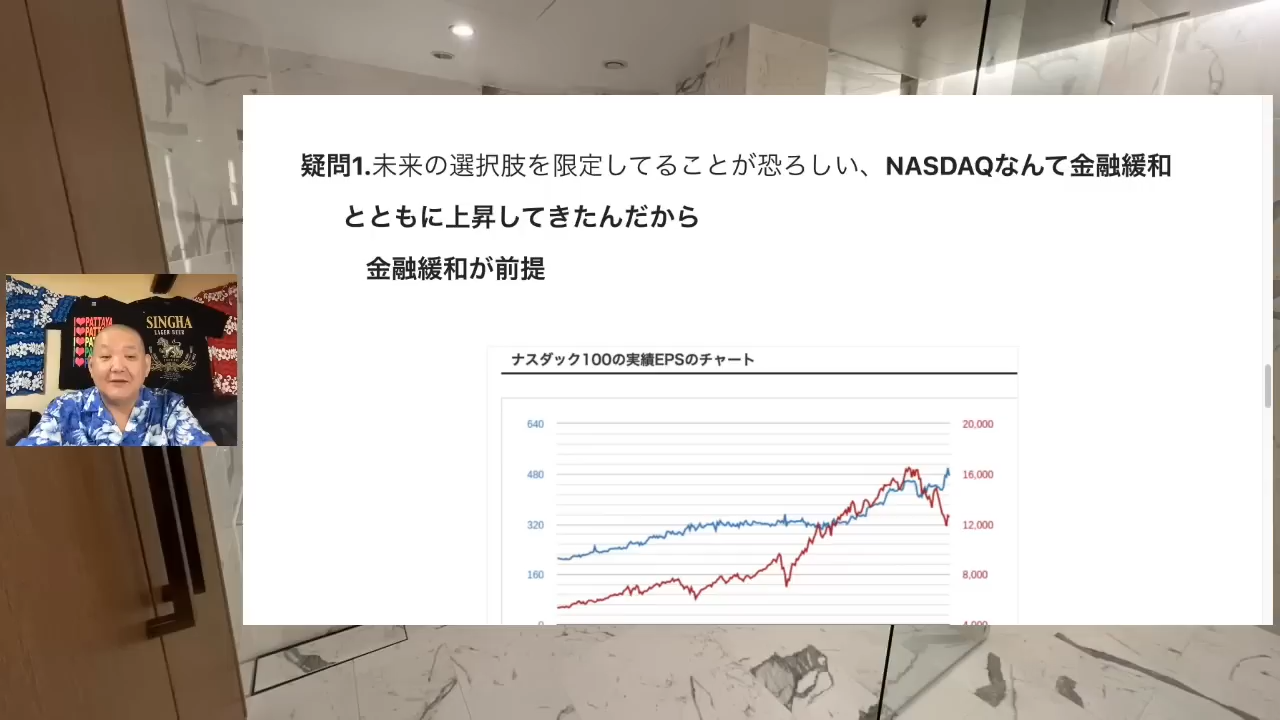 疑問1.未来の選択肢を限定してることが恐ろしい、NASDAQなんて金融緩和
とともに上昇してきたんだから
金融緩和が前提
ナスダック100の実績EPSのチャート
640 20,000
480 16,000
320 12,000
160 8,000
I❤PATTAYA
SINGHA
LAGER BEER